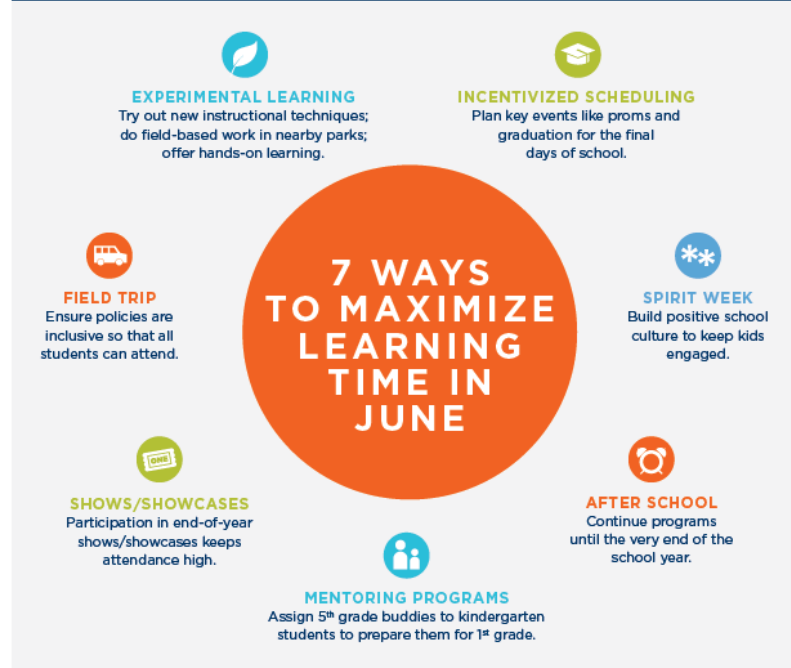 EXPERIMENTAL LEARNING
Try out new instructional techniques;
do field-based work in nearby parks;
offer hands-on learning.
INCENTIVIZED SCHEDULING
Plan key events like proms and
graduation for the final
days of school.
7 WAYS
TO MAXIMIZE
LEARNING
TIME IN
JUNE
FIELD TRIP
Ensure policies are
inclusive so that all
students can attend.
SPIRIT WEEK
Build positive school
culture to keep kids
engaged.
ONE
SHOWS/SHOWCASES
Participation in end-of-year
shows/showcases keeps
attendance high.
AFTER SCHOOL
Continue programs
until the very end of the
school year.
MENTORING PROGRAMS
Assign 5th grade buddies to kindergarten
students to prepare them for 1st grade.